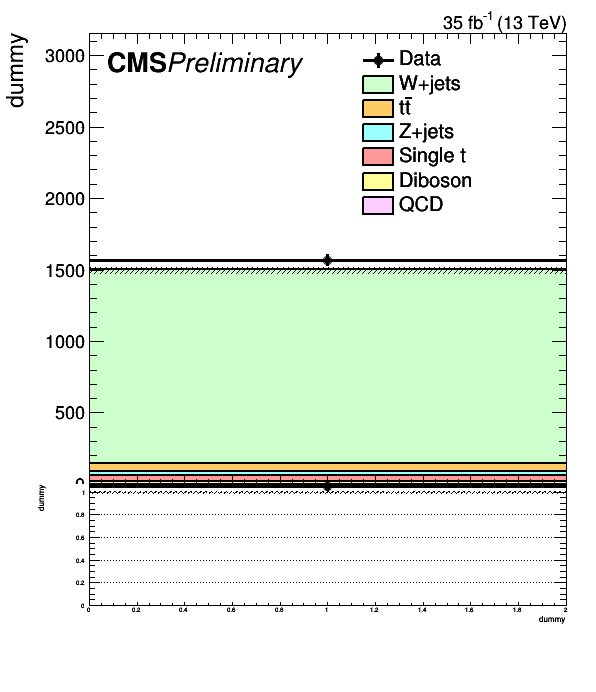 35 fb-1 (13 TeV)
CMSPreliminary
dummy
3000
2500
2000
1500
1000
500
0
Data
W+jets
tt̄
Z+jets
Single t
Diboson
QCD
dummy
1
0.8
0.6
0.4
0.2
0
0 0.2 0.4 0.6 0.8 1 1.2 1.4 1.6 1.8 2
dummy